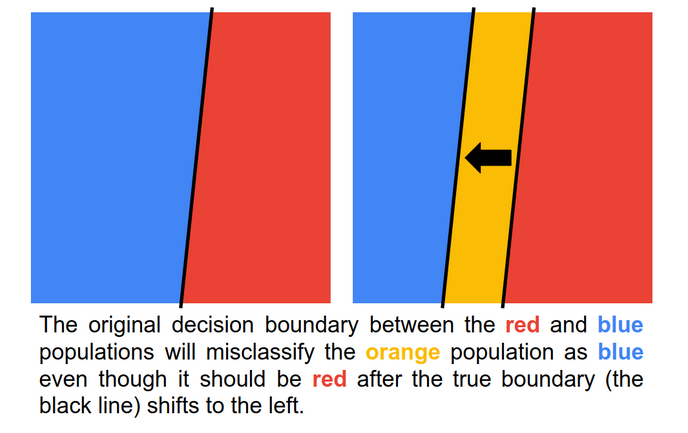 The original decision boundary between the red and blue
populations will misclassify the orange population as blue
even though it should be red after the true boundary (the
black line) shifts to the left.